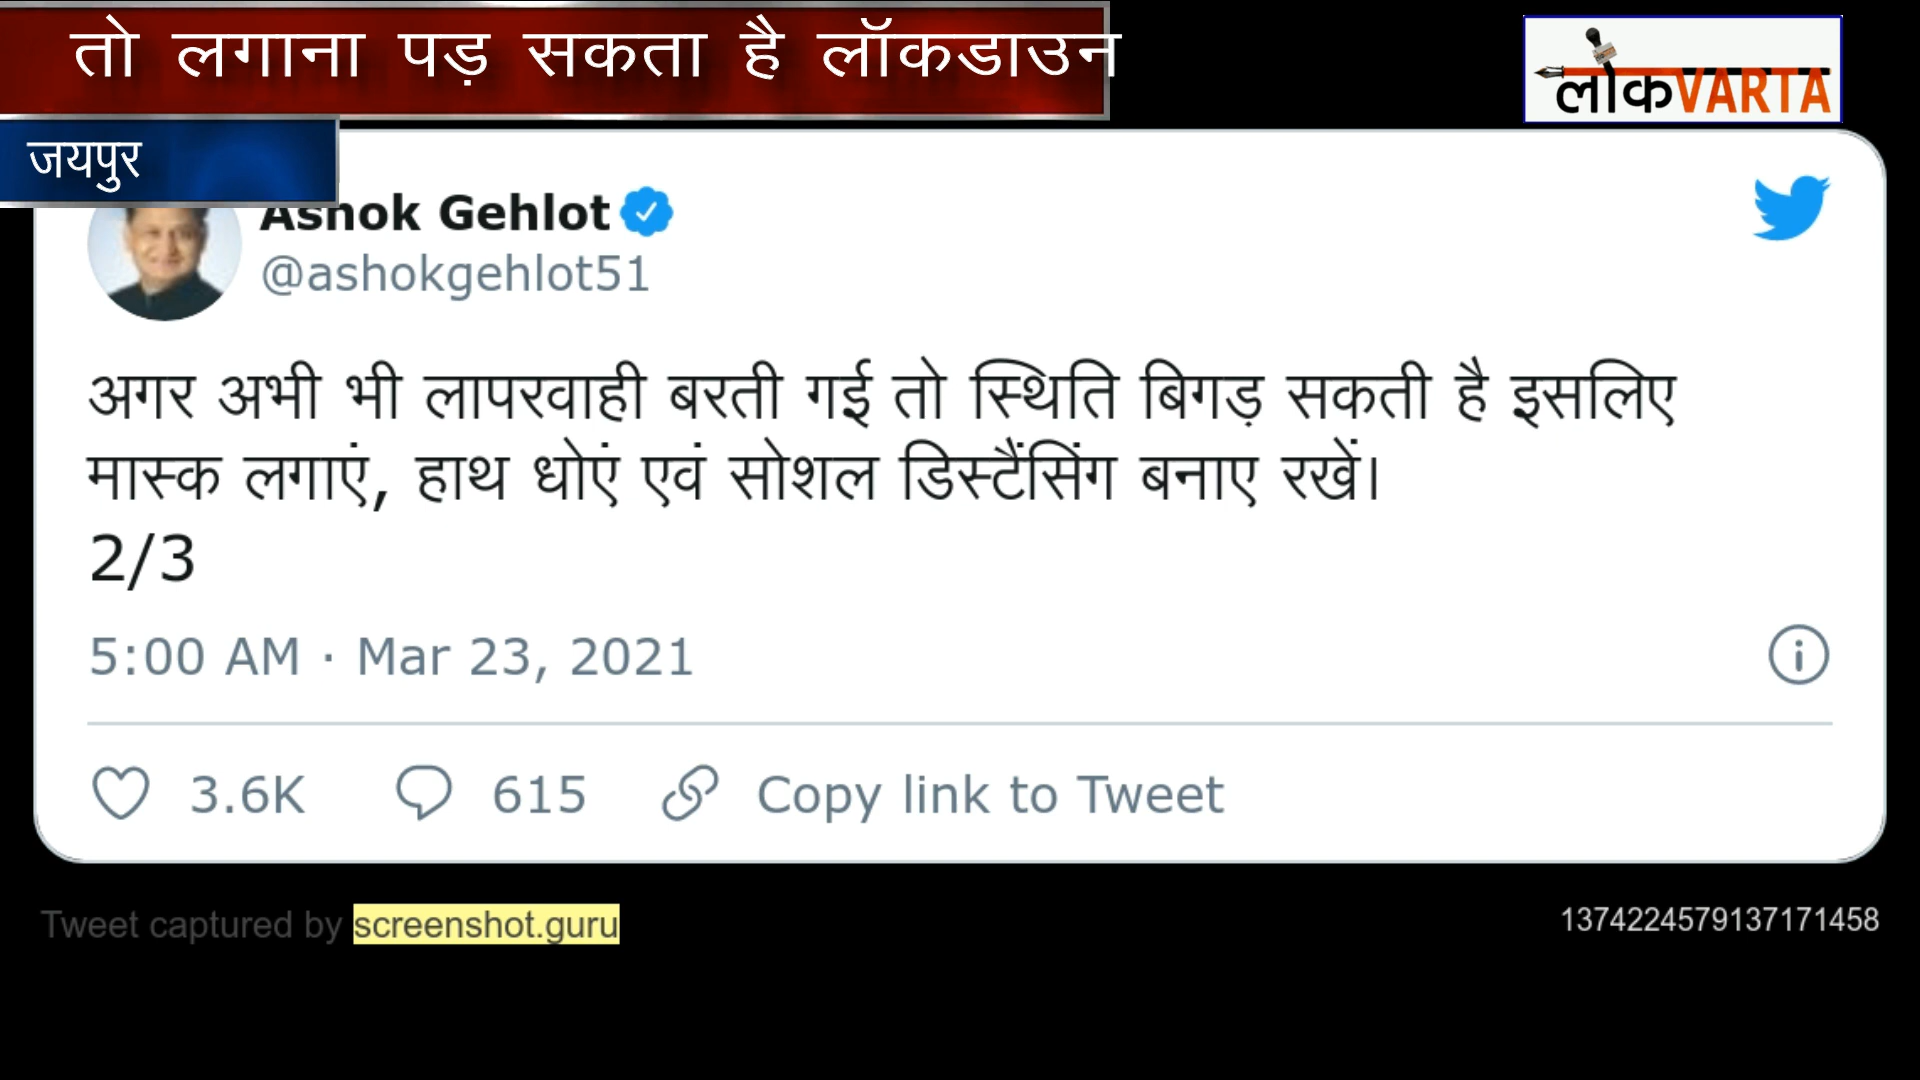 तो लगाना पड़ सकता है लॉकडाउन
लोकVARTA
जयपुर
Ashok Gehlot
@ashokgehlot51
अगर अभी भी लापरवाही बरती गई तो स्थिति बिगड़ सकती है इसलिए
मास्क लगाएं, हाथ धोएं एवं सोशल डिस्टैंसिंग बनाए रखें।
2/3
5:00 AM · Mar 23, 2021
3.6K 615 Copy link to Tweet
Tweet captured by screenshot.guru
1374224579137171458